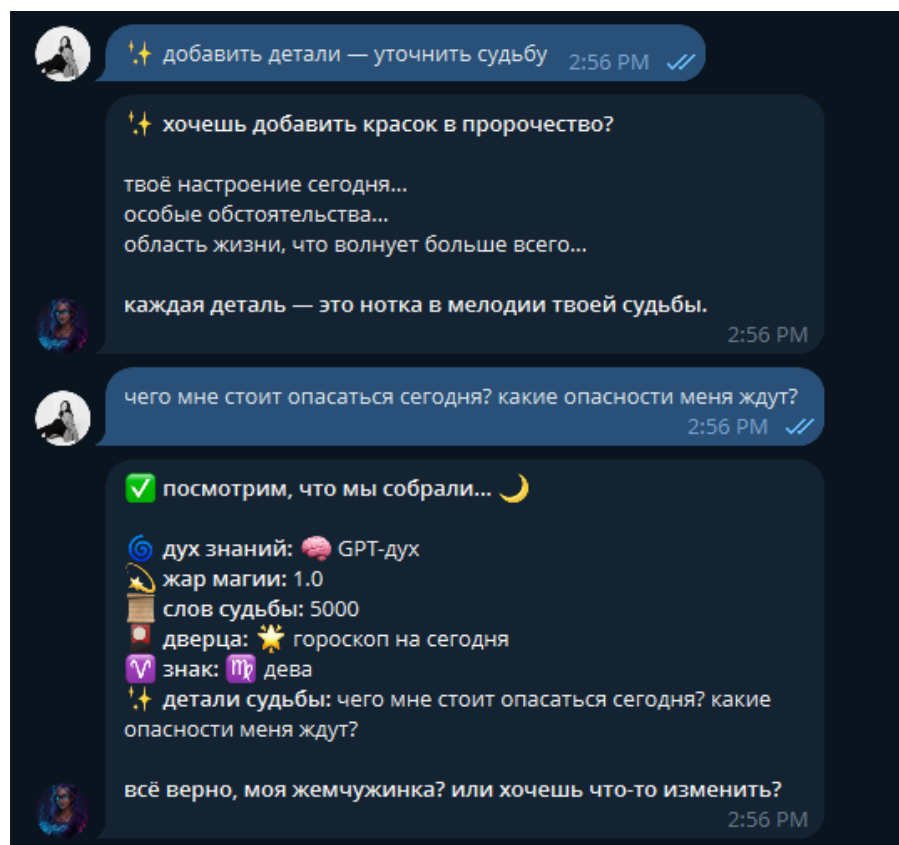 ✨ добавить детали — уточнить судьбу 2:56 PM
✨ хочешь добавить красок в пророчество?
твоё настроение сегодня...
особые обстоятельства...
область жизни, что волнует больше всего...
каждая деталь — это нотка в мелодии твоей судьбы.
2:56 PM
чего мне стоит опасаться сегодня? какие опасности меня ждут?
2:56 PM
✅ посмотрим, что мы собрали... 🌙
🌀 дух знаний: 🧠 GPT-дух
💫 жар магии: 1.0
📜 слов судьбы: 5000
🎴 дверца: 🌟 гороскоп на сегодня
♈ знак: ♍ дева
✨ детали судьбы: чего мне стоит опасаться сегодня? какие
опасности меня ждут?
всё верно, моя жемчужинка? или хочешь что-то изменить?
2:56 PM